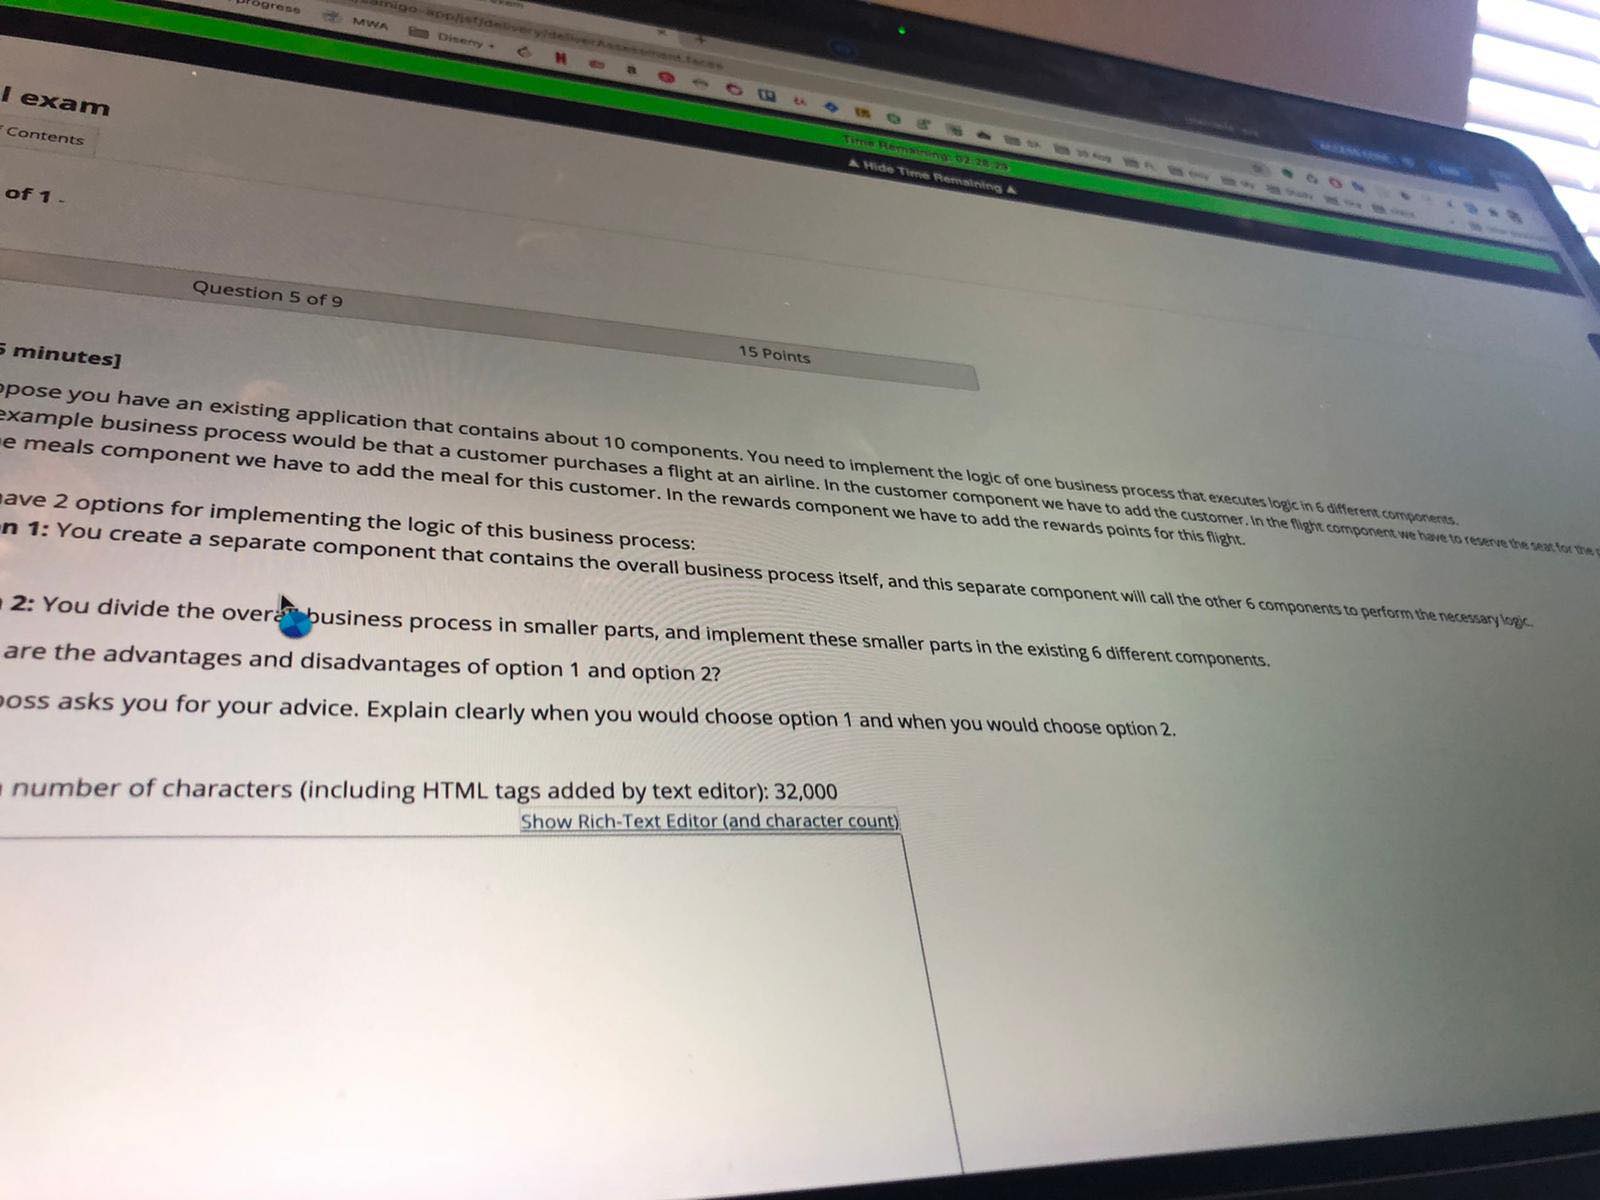 progress MWA Diseny
l exam
Contents
Time Remaining: 02:28:29
Hide Time Remaining
of 1 -
Question 5 of 9
15 Points
minutes]
ppose you have an existing application that contains about 10 components. You need to implement the logic of one business process that executes logic in 6 different components.
example business process would be that a customer purchases a flight at an airline. In the customer component we have to add the customer. In the flight component we have to reserve the seat for the
e meals component we have to add the meal for this customer. In the rewards component we have to add the rewards points for this flight.
ave 2 options for implementing the logic of this business process:
n 1: You create a separate component that contains the overall business process itself, and this separate component will call the other 6 components to perform the necessary logic.
2: You divide the overa business process in smaller parts, and implement these smaller parts in the existing 6 different components.
are the advantages and disadvantages of option 1 and option 2?
boss asks you for your advice. Explain clearly when you would choose option 1 and when you would choose option 2.
number of characters (including HTML tags added by text editor): 32,000
Show Rich-Text Editor (and character count)